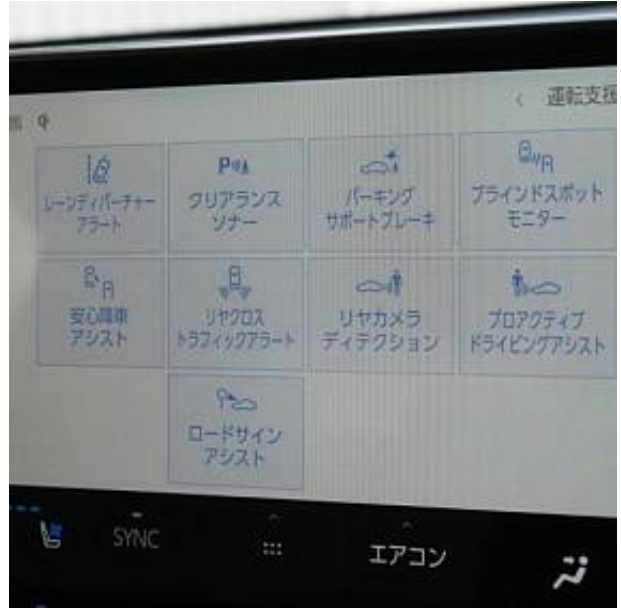 運転支援
レーンディパーチャー
アラート
クリアランス
ソナー
パーキング
サポートブレーキ
ブラインドスポット
モニター
安心降車
アシスト
リヤクロス
トラフィックアラート
リヤカメラ
ディテクション
プロアクティブ
ドライビングアシスト
ロードサイン
アシスト
SYNC
エアコン